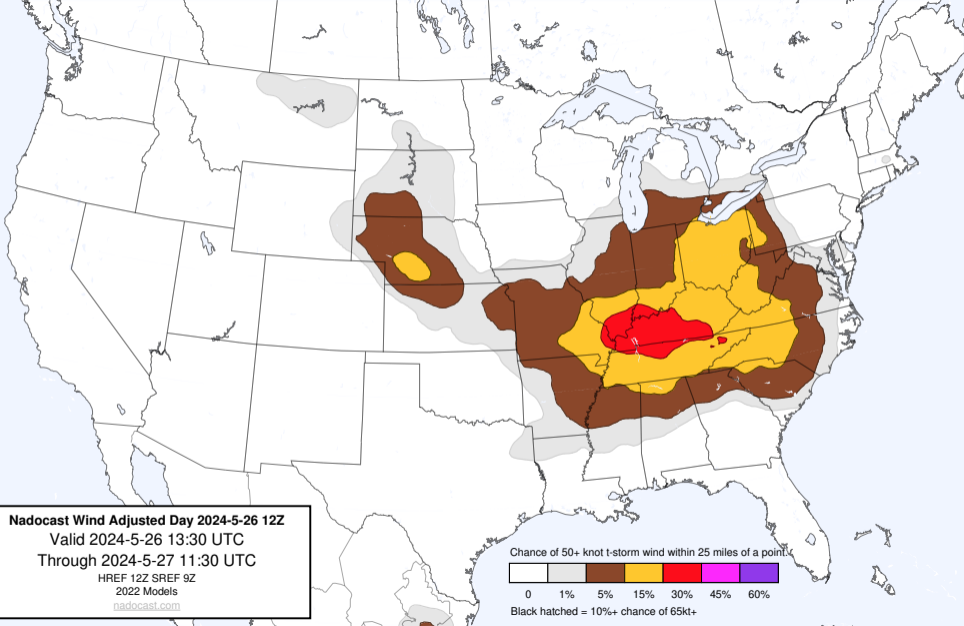 Nadocast Wind Adjusted Day 2024-5-26 12Z
Valid 2024-5-26 13:30 UTC
Through 2024-5-27 11:30 UTC
HREF 12Z SREF 9Z
2022 Models
nadocast.com
Chance of 50+ knot t-storm wind within 25 miles of a point.
0 1% 5% 15% 30% 45% 60%
Black hatched = 10%+ chance of 65kt+